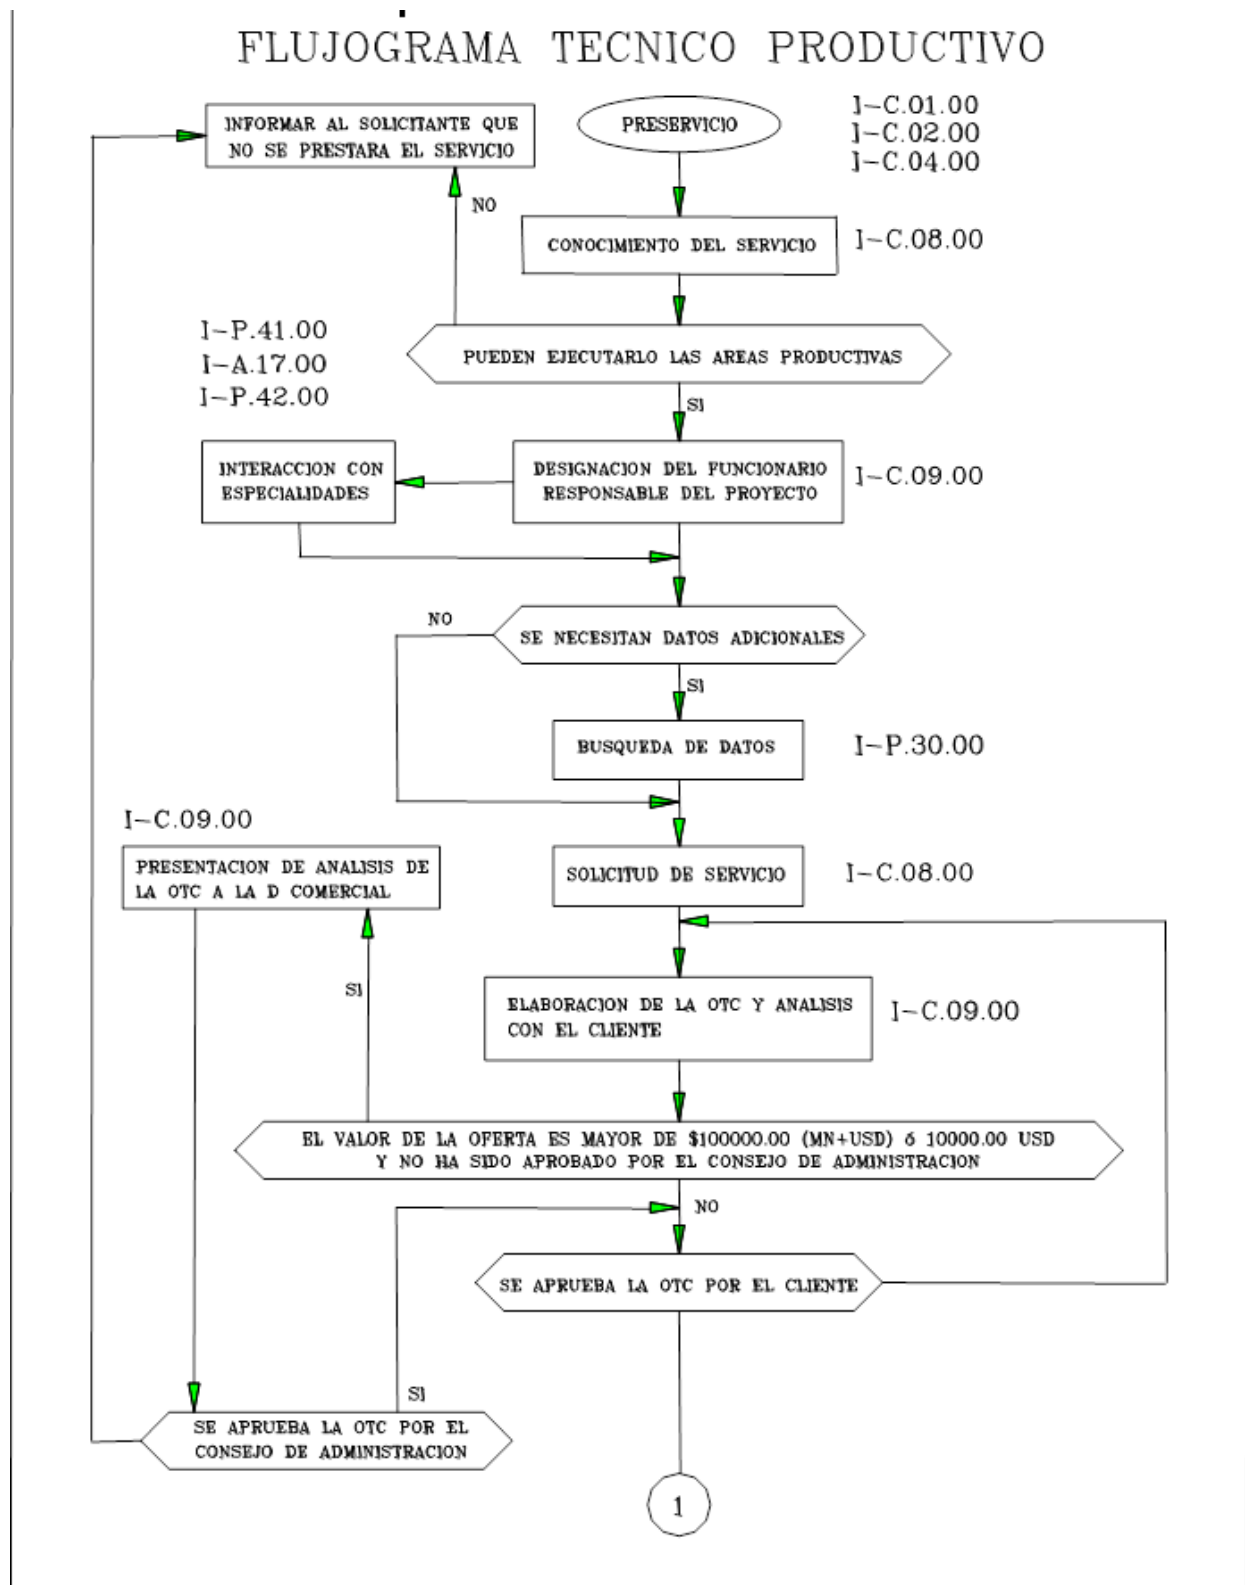 FLUJOGRAMA TECNICO PRODUCTIVO
INFORMAR AL SOLICITANTE QUE
NO SE PRESTARA EL SERVICIO
PRESERVICIO
I-C.01.00
I-C.02.00
I-C.04.00
NO
CONOCIMIENTO DEL SERVICIO
I-C.08.00
I-P.41.00
I-A.17.00
I-P.42.00
PUEDEN EJECUTARLO LAS AREAS PRODUCTIVAS
SI
INTERACCION CON
ESPECIALIDADES
DESIGNACION DEL FUNCIONARIO
RESPONSABLE DEL PROYECTO
I-C.09.00
NO
SE NECESITAN DATOS ADICIONALES
SI
BUSQUEDA DE DATOS
I-P.30.00
I-C.09.00
PRESENTACION DE ANALISIS DE
LA OTC A LA D COMERCIAL
SOLICITUD DE SERVICIO
I-C.08.00
SI
ELABORACION DE LA OTC Y ANALISIS
CON EL CLIENTE
I-C.09.00
EL VALOR DE LA OFERTA ES MAYOR DE $100000.00 (MN+USD) ó 10000.00 USD
Y NO HA SIDO APROBADO POR EL CONSEJO DE ADMINISTRACION
NO
SE APRUEBA LA OTC POR EL CLIENTE
SI
SE APRUEBA LA OTC POR EL
CONSEJO DE ADMINISTRACION
1